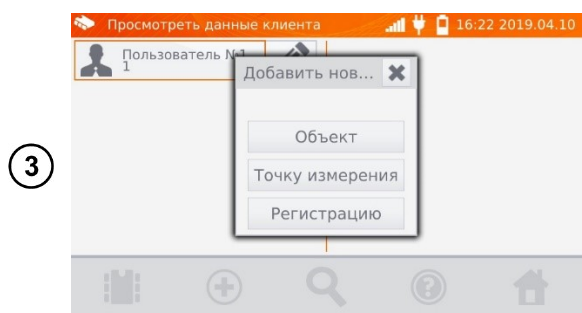 Просмотреть данные клиента 16:22 2019.04.10
Пользователь №1
1
Добавить нов...
Объект
3
Точку измерения
Регистрацию